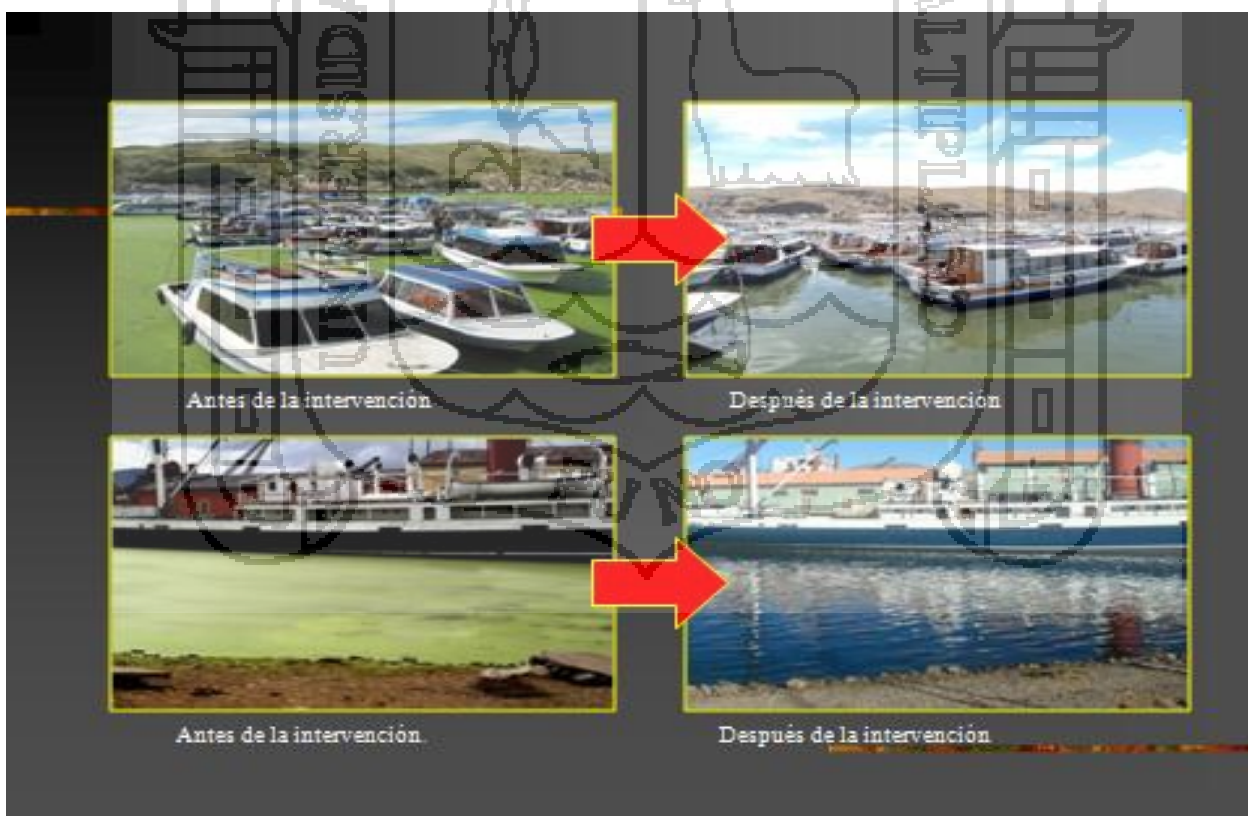 Antes de la intervención
Después de la intervención
Antes de la intervención.
Después de la intervención